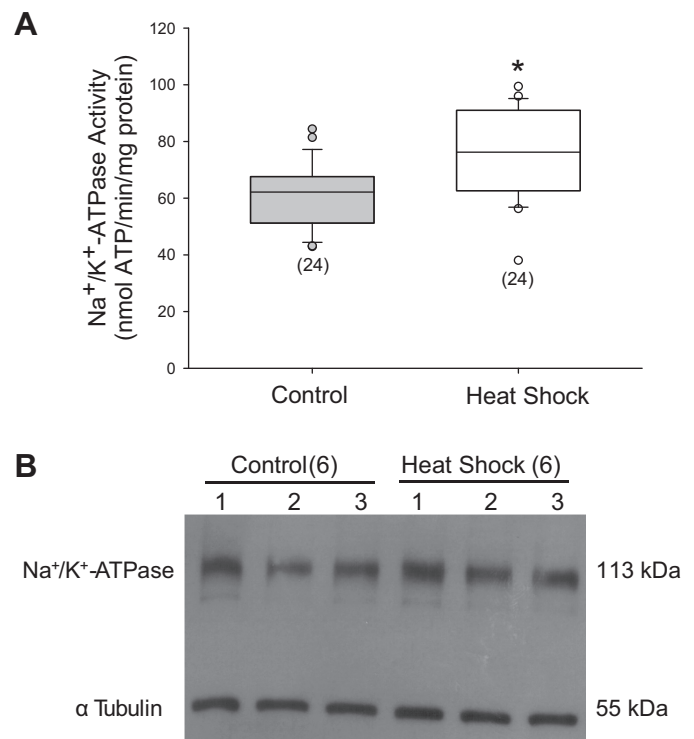 A
Na⁺/K⁺-ATPase Activity
(nmol ATP/min/mg protein)
120
100
80
60
40
20
0
*
(24)
(24)
Control
Heat Shock
B
Control(6)
Heat Shock (6)
1 2 3 1 2 3
Na⁺/K⁺-ATPase
113 kDa
α Tubulin
55 kDa